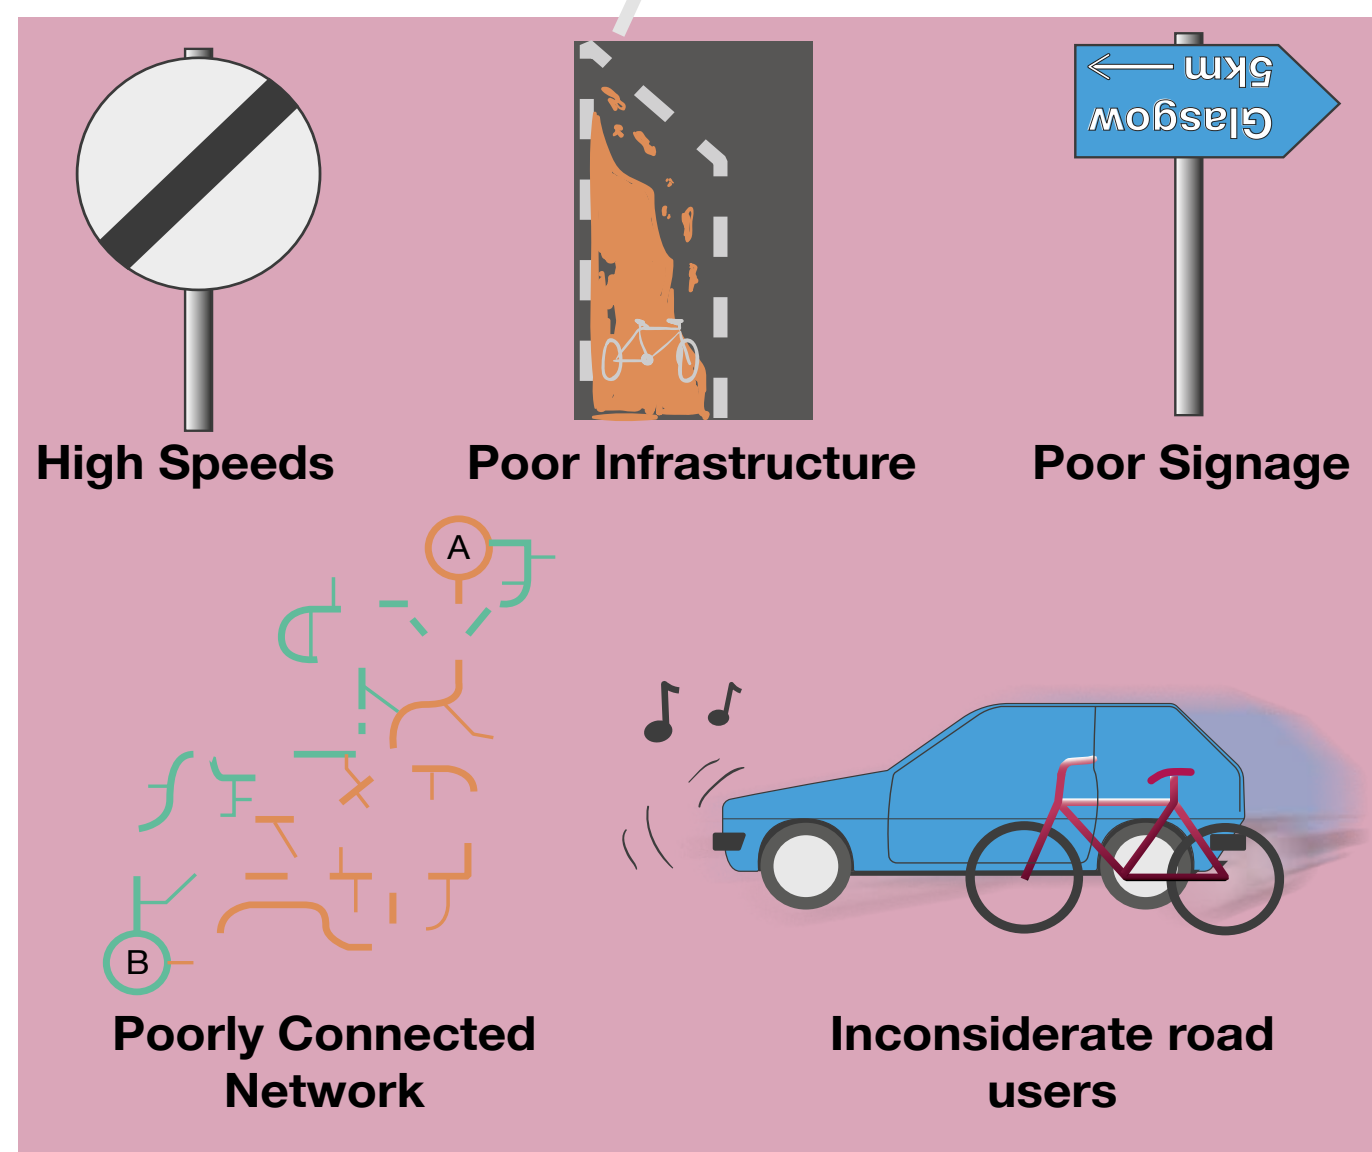 Glasgow
5km
High Speeds
Poor Infrastructure
Poor Signage
A
B
Poorly Connected
Network
Inconsiderate road
users